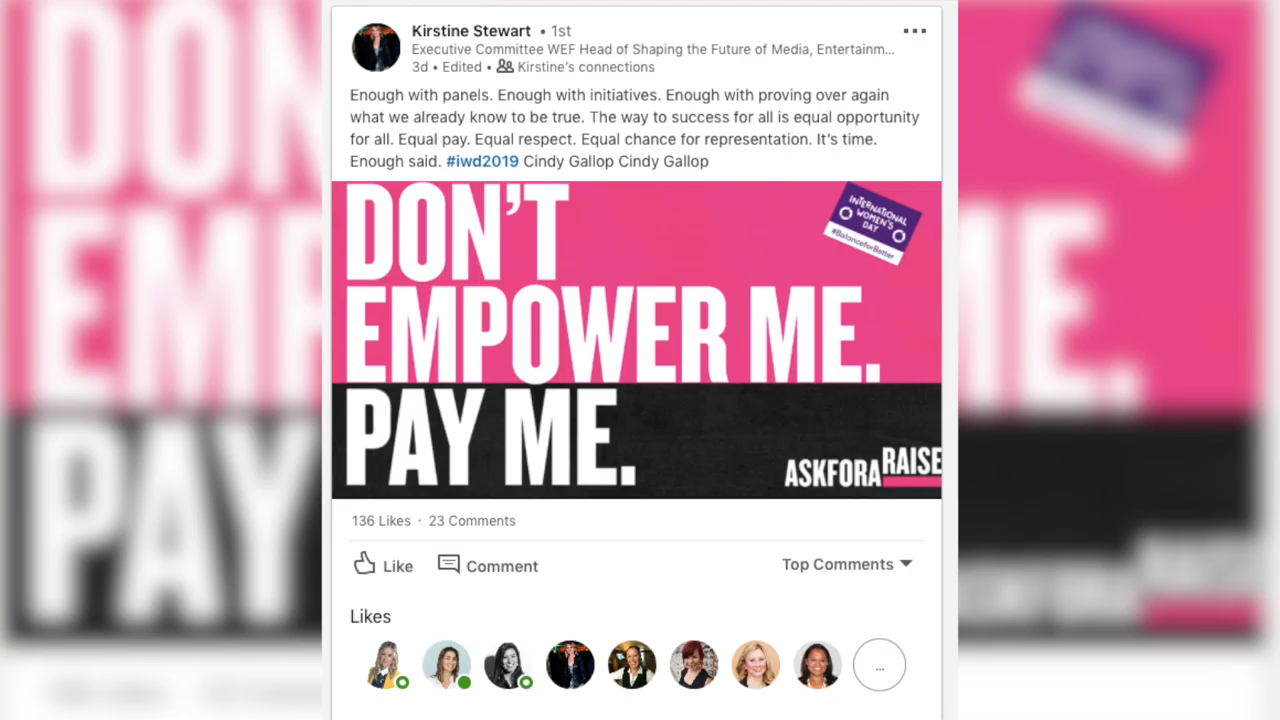 Kirstine Stewart • 1st
Executive Committee WEF Head of Shaping the Future of Media, Entertainm...
3d • Edited • Kirstine's connections
Enough with panels. Enough with initiatives. Enough with proving over again
what we already know to be true. The way to success for all is equal opportunity
for all. Equal pay. Equal respect. Equal chance for representation. It's time.
Enough said. #iwd2019 Cindy Gallop Cindy Gallop
DON'T
EMPOWER ME.
PAY ME.
INTERNATIONAL
WOMEN'S
DAY
#BalanceforBetter
ASKFORARAISE
136 Likes · 23 Comments
Like
Comment
Top Comments
Likes
...